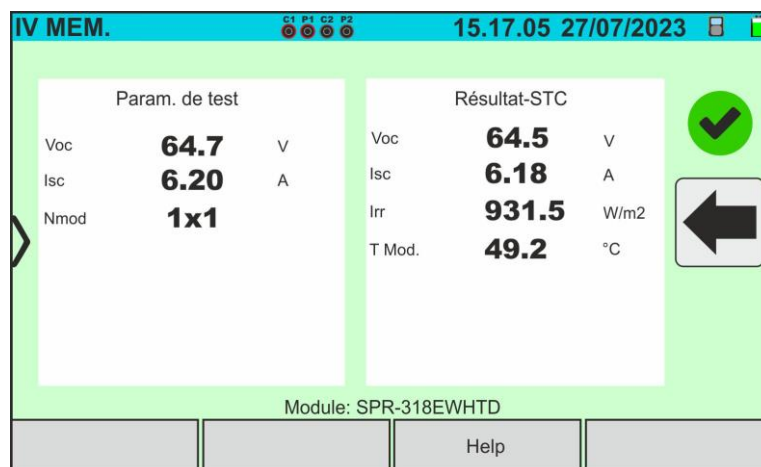 IV MEM. C1 P1 C2 P2 15.17.05 27/07/2023
Param. de test
Voc 64.7 V
Isc 6.20 A
Nmod 1x1
Résultat-STC
Voc 64.5 V
Isc 6.18 A
Irr 931.5 W/m2
T Mod. 49.2 °C
Module: SPR-318EWHTD
Help